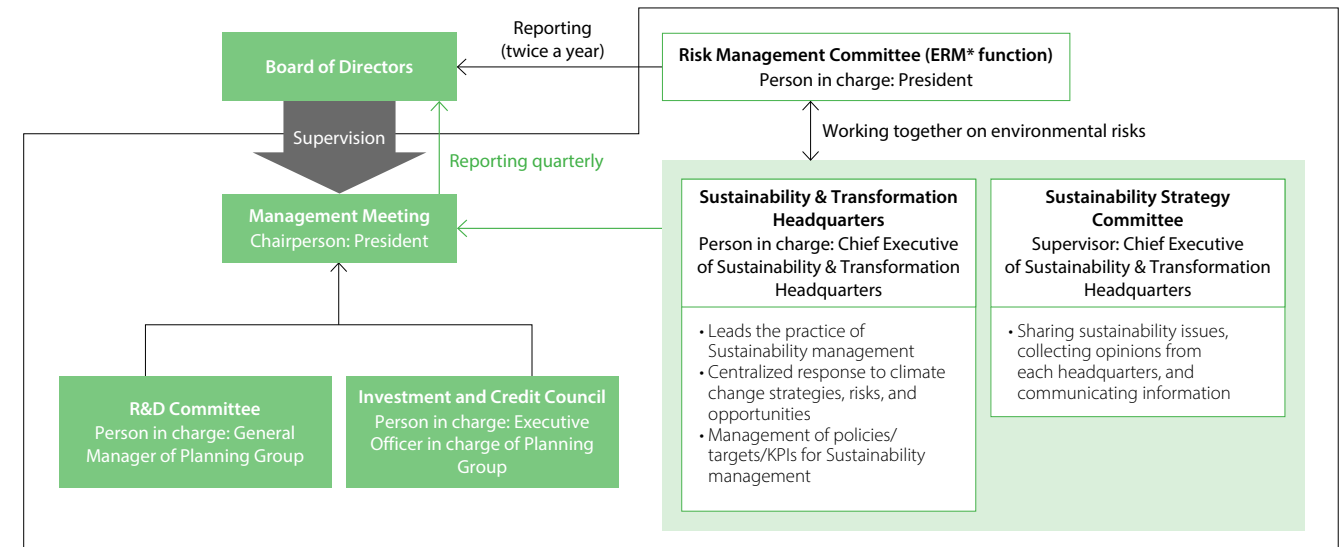 Board of Directors
Reporting
(twice a year)
Risk Management Committee (ERM* function)
Person in charge: President
Supervision
Reporting quarterly
Working together on environmental risks
Management Meeting
Chairperson: President
R&D Committee
Person in charge: General
Manager of Planning Group
Investment and Credit Council
Person in charge: Executive
Officer in charge of Planning
Group
Sustainability & Transformation
Headquarters
Person in charge: Chief Executive
of Sustainability & Transformation
Headquarters
• Leads the practice of
Sustainability management
• Centralized response to climate
change strategies, risks, and
opportunities
• Management of policies/
targets/KPIs for Sustainability
management
Sustainability Strategy
Committee
Supervisor: Chief Executive
of Sustainability & Transformation
Headquarters
• Sharing sustainability issues,
collecting opinions from
each headquarters, and
communicating information